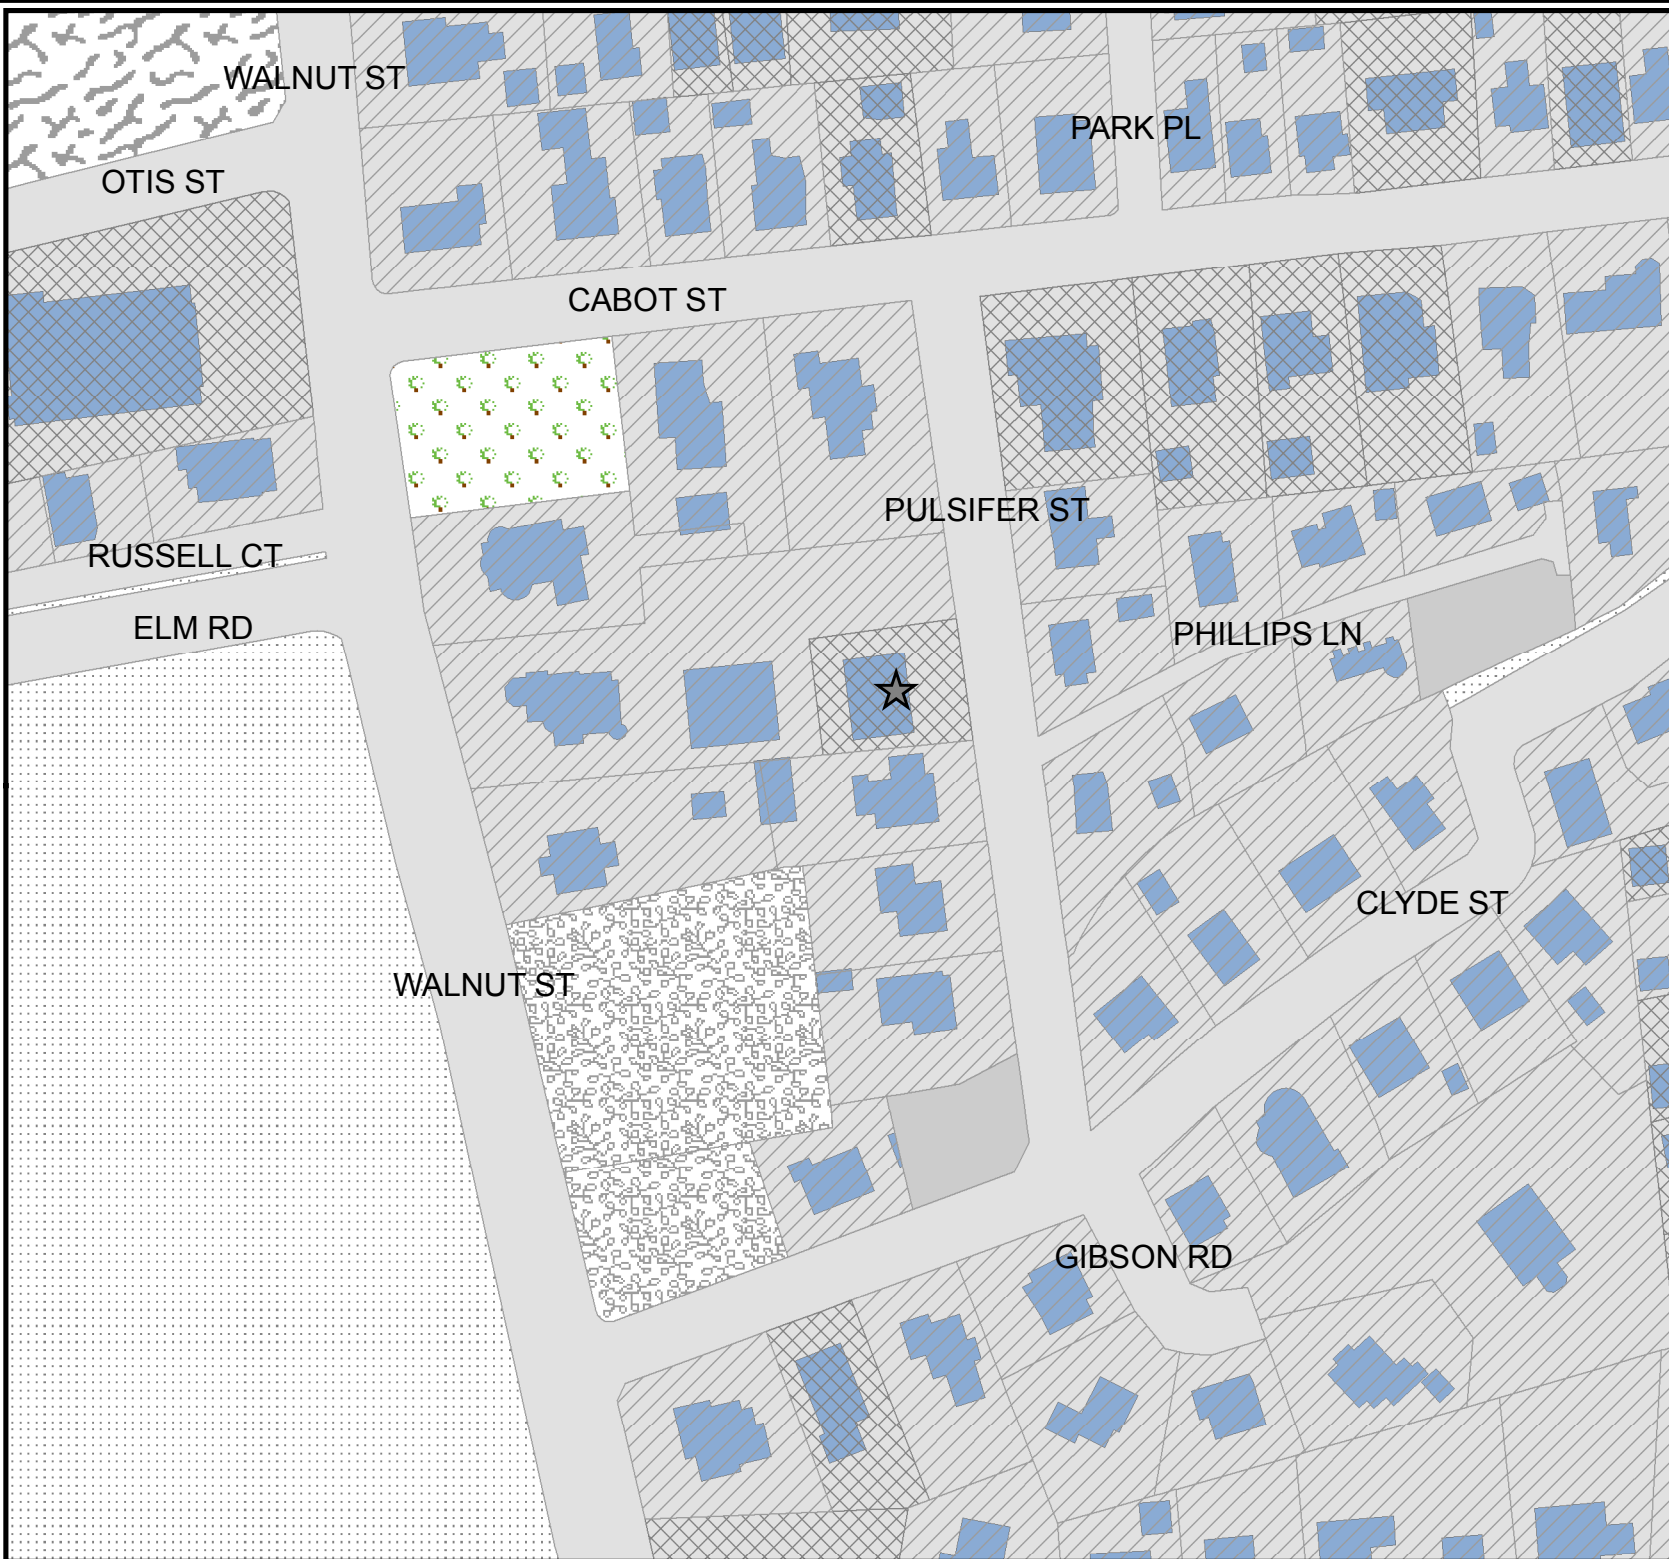 WALNUT ST
PARK PL
OTIS ST
CABOT ST
PULSIFER ST
RUSSELL CT
ELM RD
PHILLIPS LN
CLYDE ST
WALNUT ST
GIBSON RD